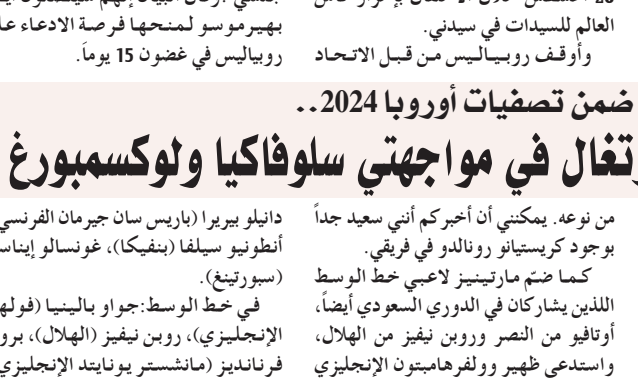 العالم للسيدات في سيدني.
وأوقف روبياليس من قبل الاتحاد
بهيرموسو لمنحها فرصة الادعاء
روبياليس في غضون 15 يوماً.
ضمن تصفيات أوروبا 2024..
في مواجهتي سلوفاكيا ولوكسمبورغ
من نوعه. يمكنني أن أخبركم أنني سعيد جداً
بوجود كريستيانو رونالدو في فريقي.
كما ضمّ مارتينيز لاعبي خط الوسط
اللذين يشاركان في الدوري السعودي أيضاً،
أوتافيو من النصر وروبن نيفيز من الهلال،
واستدعى ظهير وولفرهامبتون الإنجليزي
دانيلو بيريرا (باريس سان جيرمان الفرنسي
أنطونيو سيلفا (بنفيكا)، غونسالو إيناس
(سبورتينغ).
في خط الوسط:جواو بالينيا (فولها
الإنجليزي)، روبن نيفيز (الهلال)، برو
فرنانديز (مانشستر يونايتد الإنجليزي